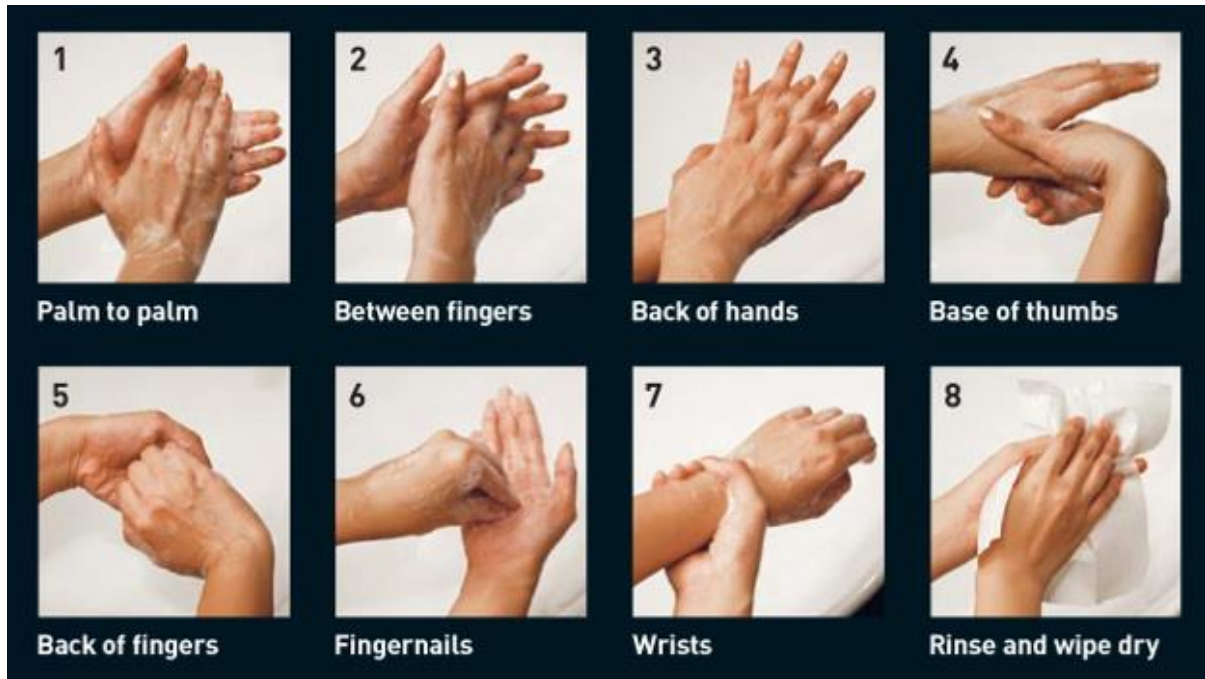 1
2
3
4
Palm to palm
Between fingers
Back of hands
Base of thumbs
5
6
7
8
Back of fingers
Fingernails
Wrists
Rinse and wipe dry